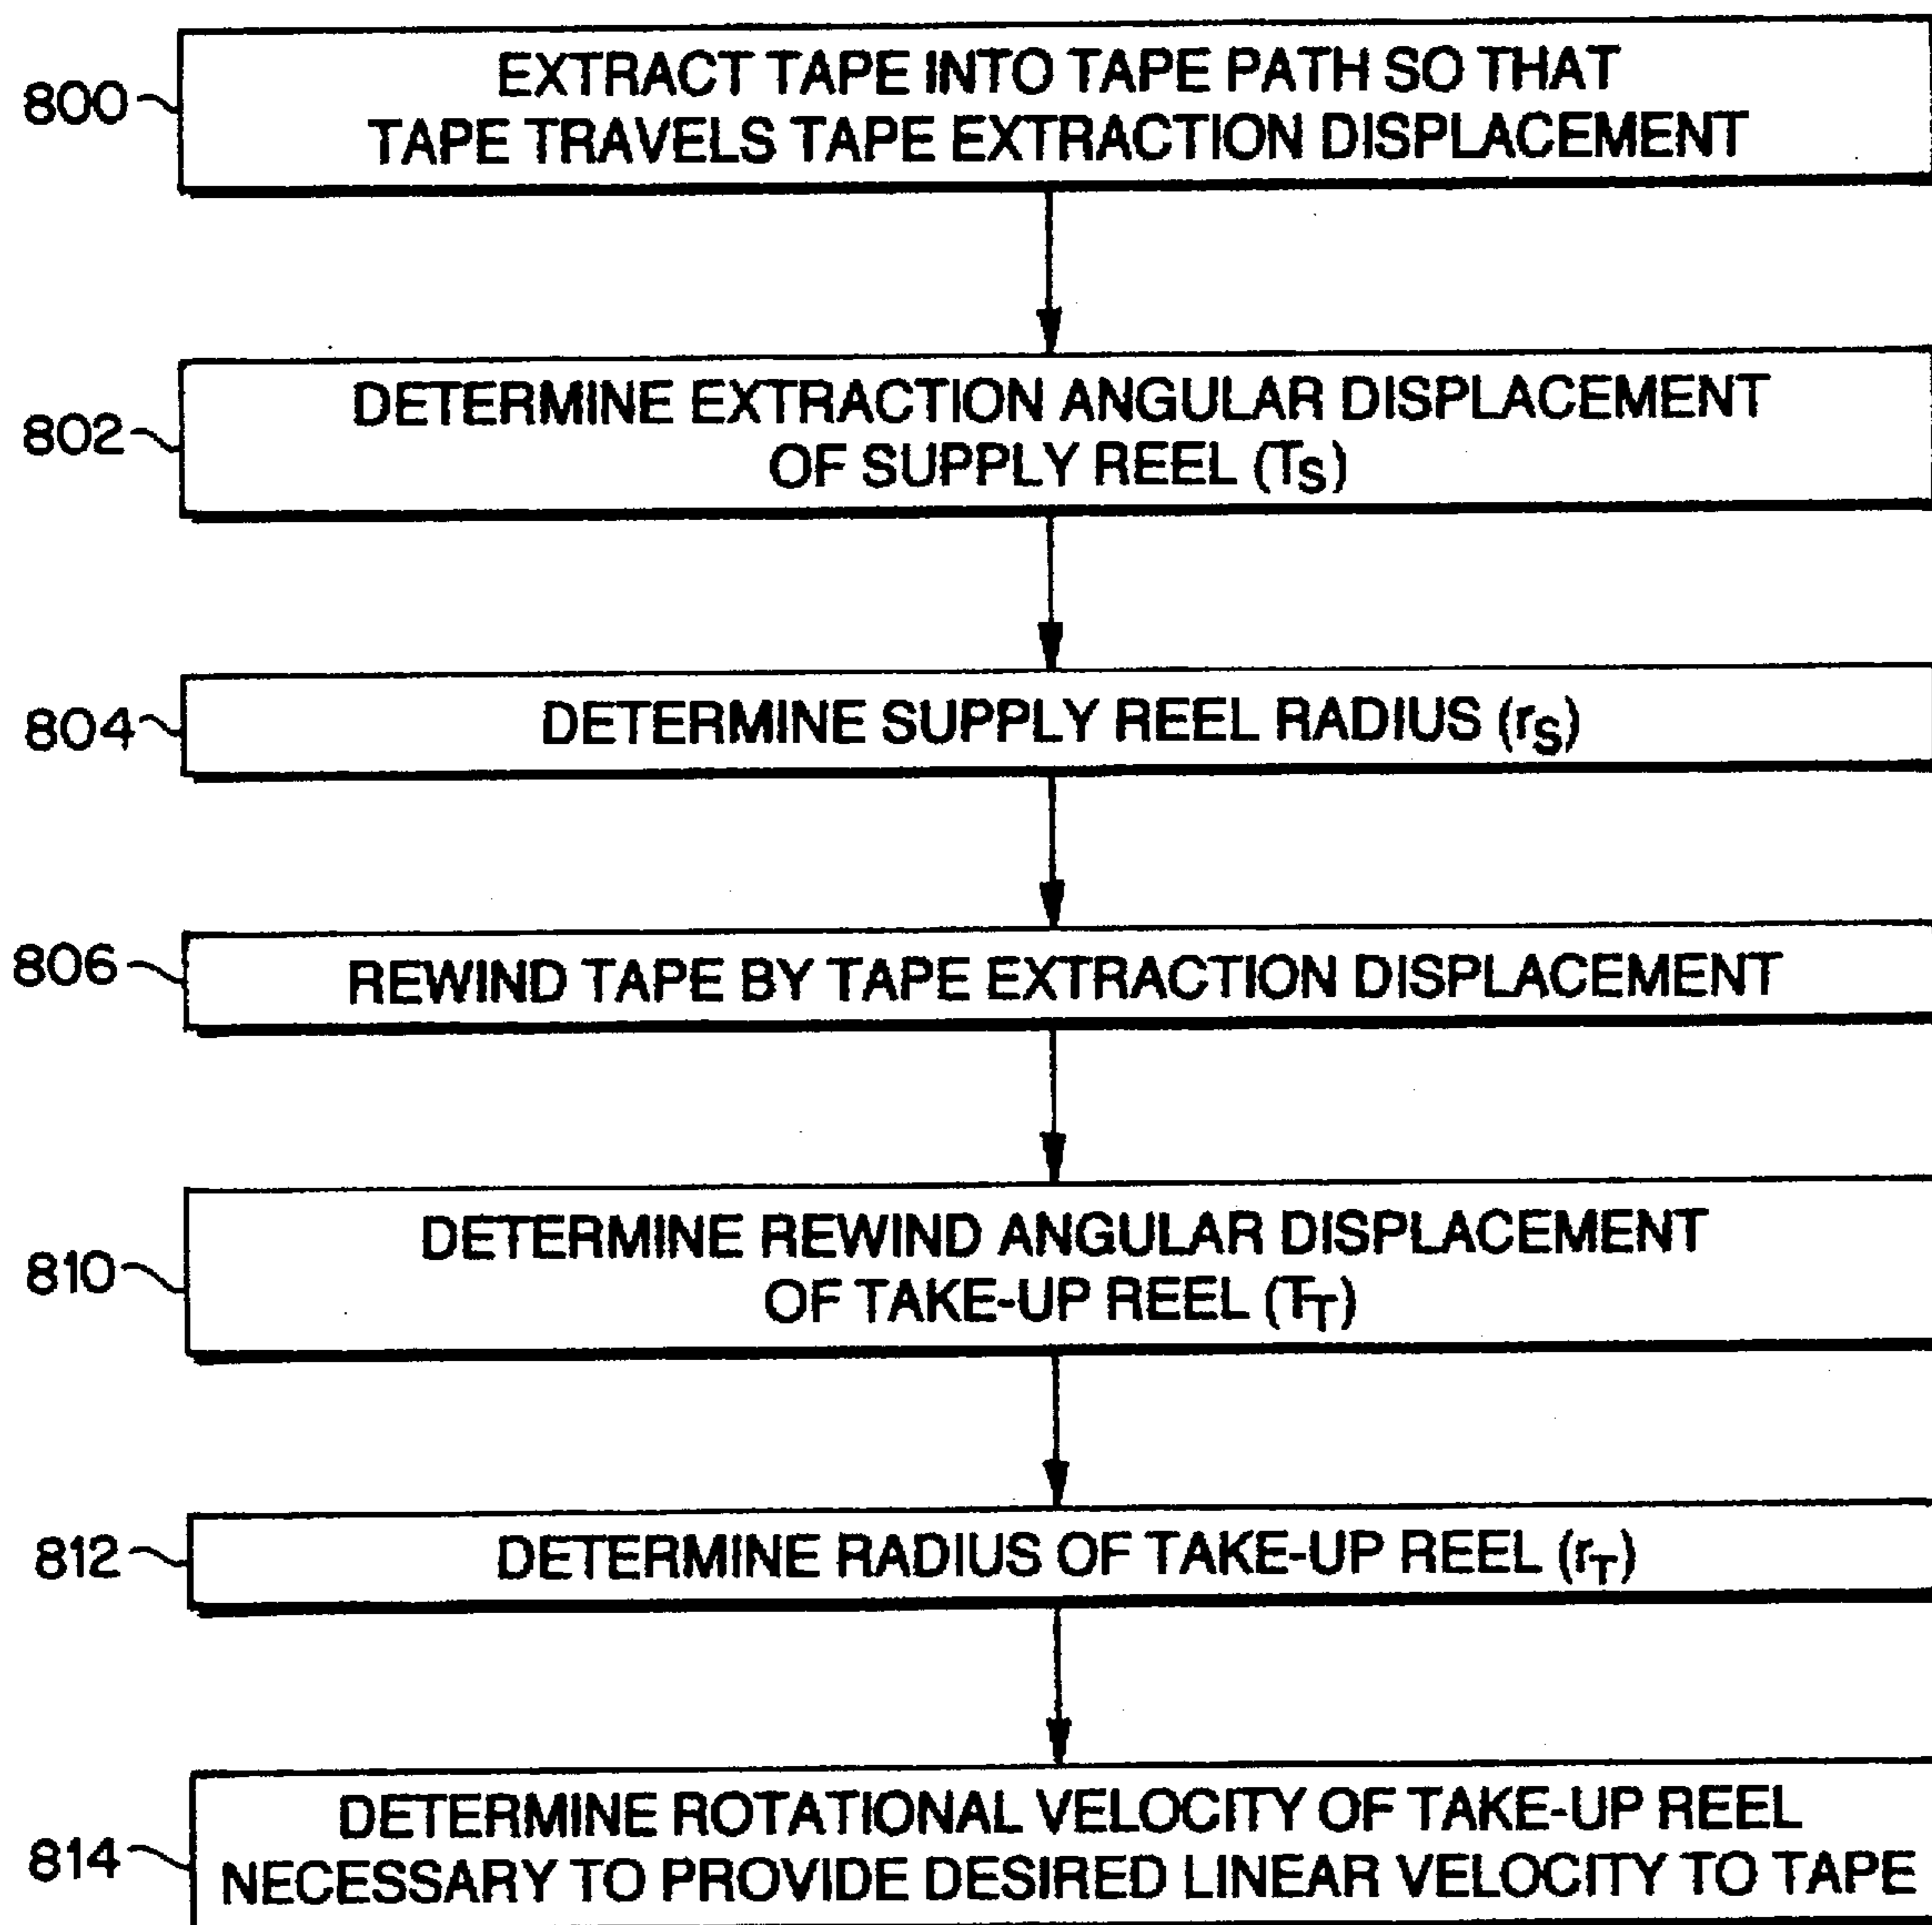 800
EXTRACT TAPE INTO TAPE PATH SO THAT
TAPE TRAVELS TAPE EXTRACTION DISPLACEMENT
802
DETERMINE EXTRACTION ANGULAR DISPLACEMENT
OF SUPPLY REEL (TS)
804
DETERMINE SUPPLY REEL RADIUS (rS)
806
REWIND TAPE BY TAPE EXTRACTION DISPLACEMENT
810
DETERMINE REWIND ANGULAR DISPLACEMENT
OF TAKE-UP REEL (TT)
812
DETERMINE RADIUS OF TAKE-UP REEL (rT)
814
DETERMINE ROTATIONAL VELOCITY OF TAKE-UP REEL
NECESSARY TO PROVIDE DESIRED LINEAR VELOCITY TO TAPE